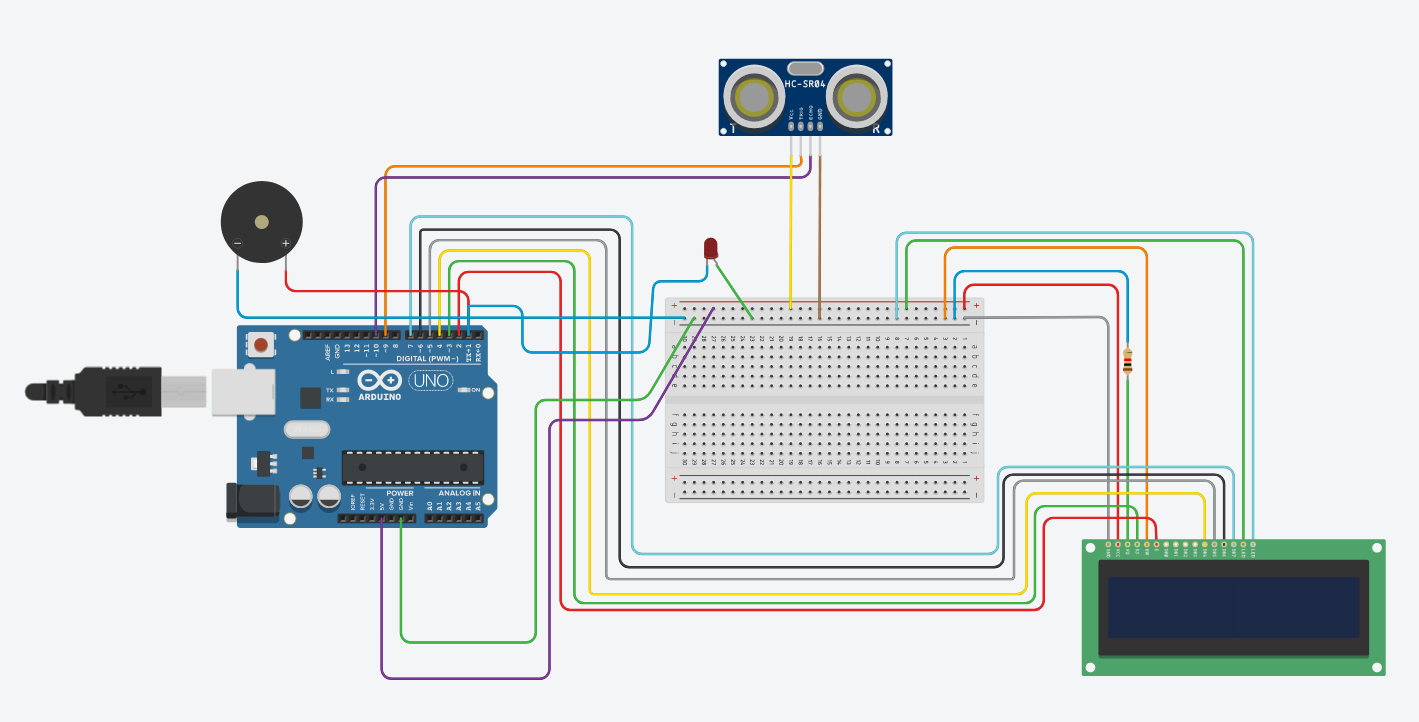 HC-SR04
T
R
VCC
TRIG
ECHO
GND
AREF
GND
13
12
~11
~10
~9
8
7
~6
~5
4
~3
2
TX→1
RX←0
DIGITAL (PWM~)
L
TX
RX
ON
UNO
ARDUINO
POWER
ANALOG IN
IOREF
RESET
3.3V
5V
GND
GND
Vin
A0
A1
A2
A3
A4
A5
a
b
c
d
e
f
g
h
i
j